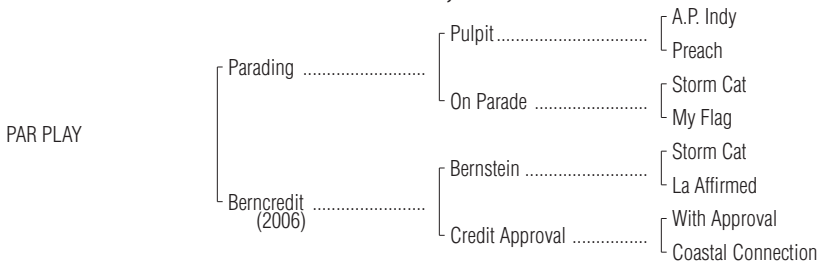 A.P. Indy
Pulpit..............................
Preach
Parading .........................
Storm Cat
On Parade .......................
My Flag
PAR PLAY
Storm Cat
Bernstein .........................
La Affirmed
Berncredit .......................
(2006)
With Approval
Credit Approval ...............
Coastal Connection